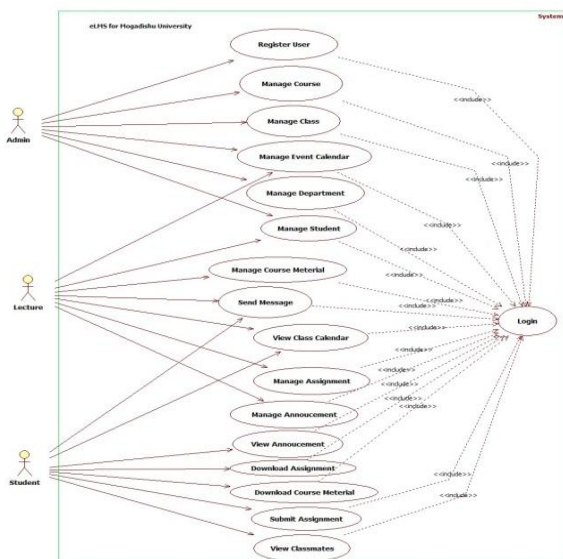 System
eLMS for Mogadishu University
Register User
Manage Course
<<include>>
Manage Class
<<include>>
Admin
Manage Event Calendar
<<include>>
Manage Department
<<include>>
Manage Student
<<include>>
Manage Course Meterial
<<include>>
Lecture
Send Message
<<include>>
<<include>>
Login
View Class Calendar
<<include>>
<<include>>
Manage Assignment
<<include>>
<<include>>
Manage Annoucement
<<include>>
View Annoucement
Download Assignment
<<include>>
Student
Download Course Meterial
<<include>>
Submit Assignment
View Classmates